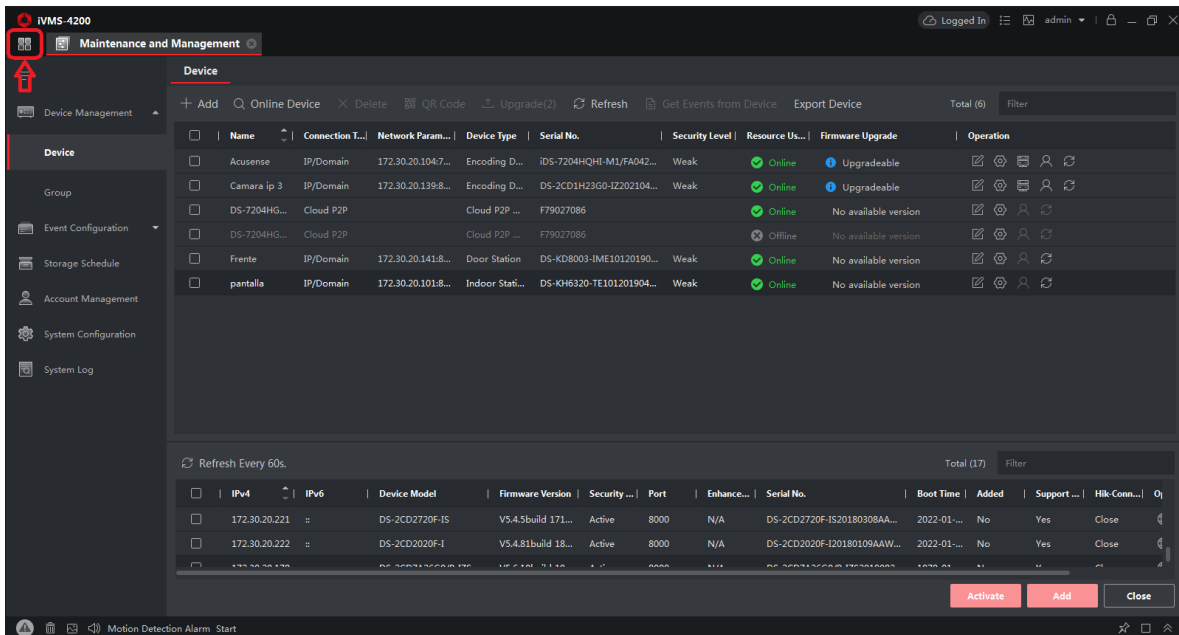 iVMS-4200 Logged In admin
Maintenance and Management
Device
+ Add Online Device Delete QR Code Upgrade(2) Refresh Get Events from Device Export Device Total (6) Filter
Device Management
Name Connection T... Network Param... Device Type Serial No. Security Level Resource Us... Firmware Upgrade Operation
Device
Acusense IP/Domain 172.30.20.104:7... Encoding D... iDS-7204HQHI-M1/FA042... Weak Online Upgradeable
Camara ip 3 IP/Domain 172.30.20.139:8... Encoding D... DS-2CD1H23G0-IZ202104... Weak Online Upgradeable
Group
DS-7204HG... Cloud P2P Cloud P2P ... F79027086 Online No available version
Event Configuration
DS-7204HG... Cloud P2P Cloud P2P ... F79027086 Offline No available version
Frente IP/Domain 172.30.20.141:8... Door Station DS-KD8003-IME10120190... Weak Online No available version
Storage Schedule
pantalla IP/Domain 172.30.20.101:8... Indoor Stati... DS-KH6320-TE101201904... Weak Online No available version
Account Management
System Configuration
System Log
Refresh Every 60s. Total (17) Filter
IPv4 IPv6 Device Model Firmware Version Security ... Port Enhance... Serial No. Boot Time Added Support ... Hik-Conn...
172.30.20.221 :: DS-2CD2720F-IS V5.4.5build 171... Active 8000 N/A DS-2CD2720F-IS20180308AA... 2022-01-... No Yes Close
172.30.20.222 :: DS-2CD2020F-I V5.4.81build 18... Active 8000 N/A DS-2CD2020F-I20180109AAW... 2022-01-... No Yes Close
Activate Add Close
Motion Detection Alarm Start